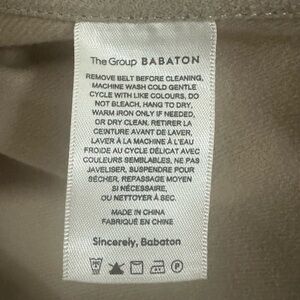 The Group BABATON
REMOVE BELT BEFORE CLEANING,
MACHINE WASH COLD GENTLE
CYCLE WITH LIKE COLOURS, DO
NOT BLEACH, HANG TO DRY,
WARM IRON ONLY IF NEEDED,
OR DRY CLEAN. RETIRER LA
CEINTURE AVANT DE LAVER,
LAVER À LA MACHINE À L'EAU
FROIDE AU CYCLE DÉLICAT AVEC
COULEURS SEMILABLES, NE PAS
JAVELISER, SUSPENDRE POUR
SÉCHER, REPASSAGE MOYEN
SI NÉCESSAIRE,
OU NETTOYER À SEC.
MADE IN CHINA
FABRIQUÉ EN CHINE
Sincerely, Babaton